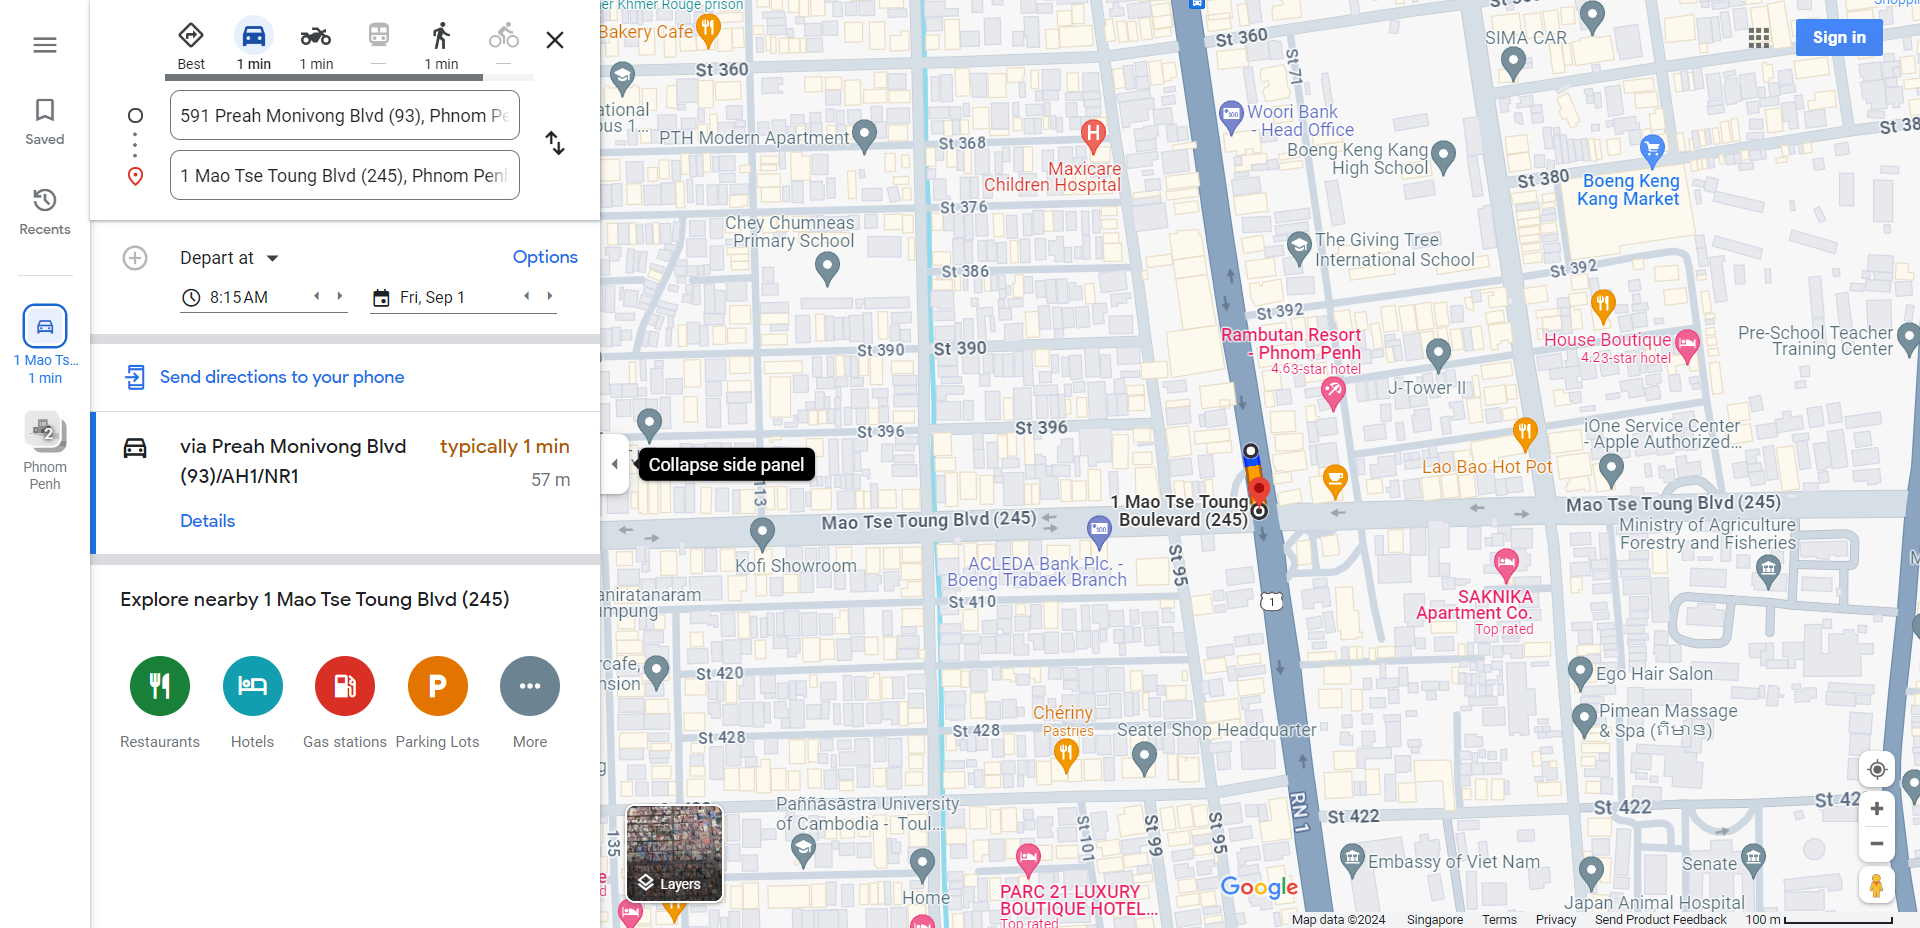 Saved
Recents
1 Mao Ts...
1 min
2
Phnom
Penh
Best
1 min
1 min
—
1 min
—
591 Preah Monivong Blvd (93), Phnom Pe
1 Mao Tse Toung Blvd (245), Phnom Penh
Depart at
Options
8:15 AM
Fri, Sep 1
Send directions to your phone
via Preah Monivong Blvd
(93)/AH1/NR1
typically 1 min
57 m
Details
Explore nearby 1 Mao Tse Toung Blvd (245)
P
Restaurants
Hotels
Gas stations
Parking Lots
More
Collapse side panel
er Khmer Rouge prison
Bakery Cafe
St 360
St 360
St 71
SIMA CAR
Sign in
ational
ous 1...
PTH Modern Apartment
St 368
H
Maxicare
Children Hospital
Woori Bank
- Head Office
Boeng Keng Kang
High School
St 38
St 380
Boeng Keng
Kang Market
St 376
Chey Chumneas
Primary School
The Giving Tree
International School
St 386
St 392
St 392
Rambutan Resort
- Phnom Penh
4.63-star hotel
House Boutique
4.23-star hotel
Pre-School Teacher
Training Center
St 390
St 390
J-Tower II
St 396
St 396
iOne Service Center
- Apple Authorized...
Lao Bao Hot Pot
113
1 Mao Tse Toung
Boulevard (245)
Mao Tse Toung Blvd (245)
Mao Tse Toung Blvd (245)
Ministry of Agriculture
Forestry and Fisheries
Kofi Showroom
ACLEDA Bank Plc. -
Boeng Trabaek Branch
St 95
M
aniratanaram
umpung
St 410
1
SAKNIKA
Apartment Co.
Top rated
rcafe,
nsion
St 420
Ego Hair Salon
Chériny
Pastries
Seatel Shop Headquarter
Pimean Massage
& Spa (ពិមាន)
St 428
St 428
g
Paññāsāstra University
of Cambodia - Toul...
RN 1
St 422
St 422
St 42
135
St 101
St 99
St 95
Layers
Home
PARC 21 LUXURY
BOUTIQUE HOTEL...
Top rated
Embassy of Viet Nam
Senate
Japan Animal Hospital
Google
Map data ©2024
Singapore
Terms
Privacy
Send Product Feedback
100 m